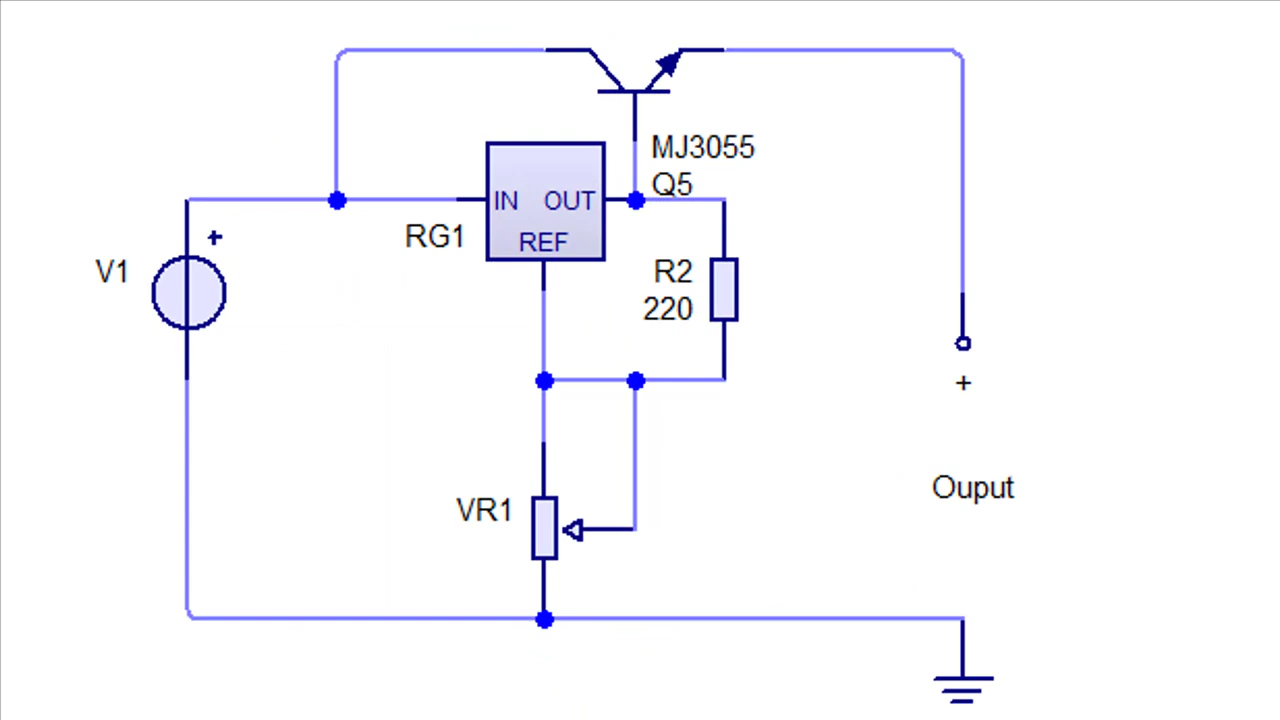 MJ3055
Q5
IN OUT
REF
RG1
+
V1
R2
220
+
VR1
Ouput